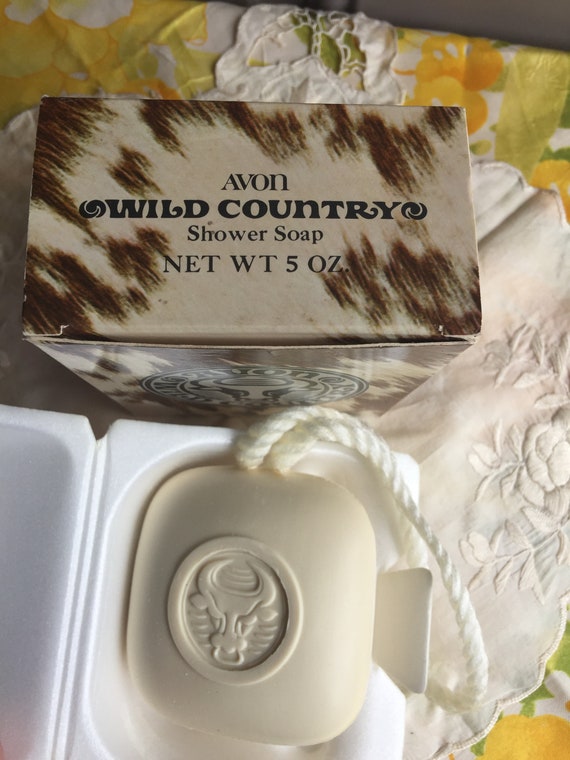 AVON
WILD COUNTRY
Shower Soap
NET WT 5 OZ.